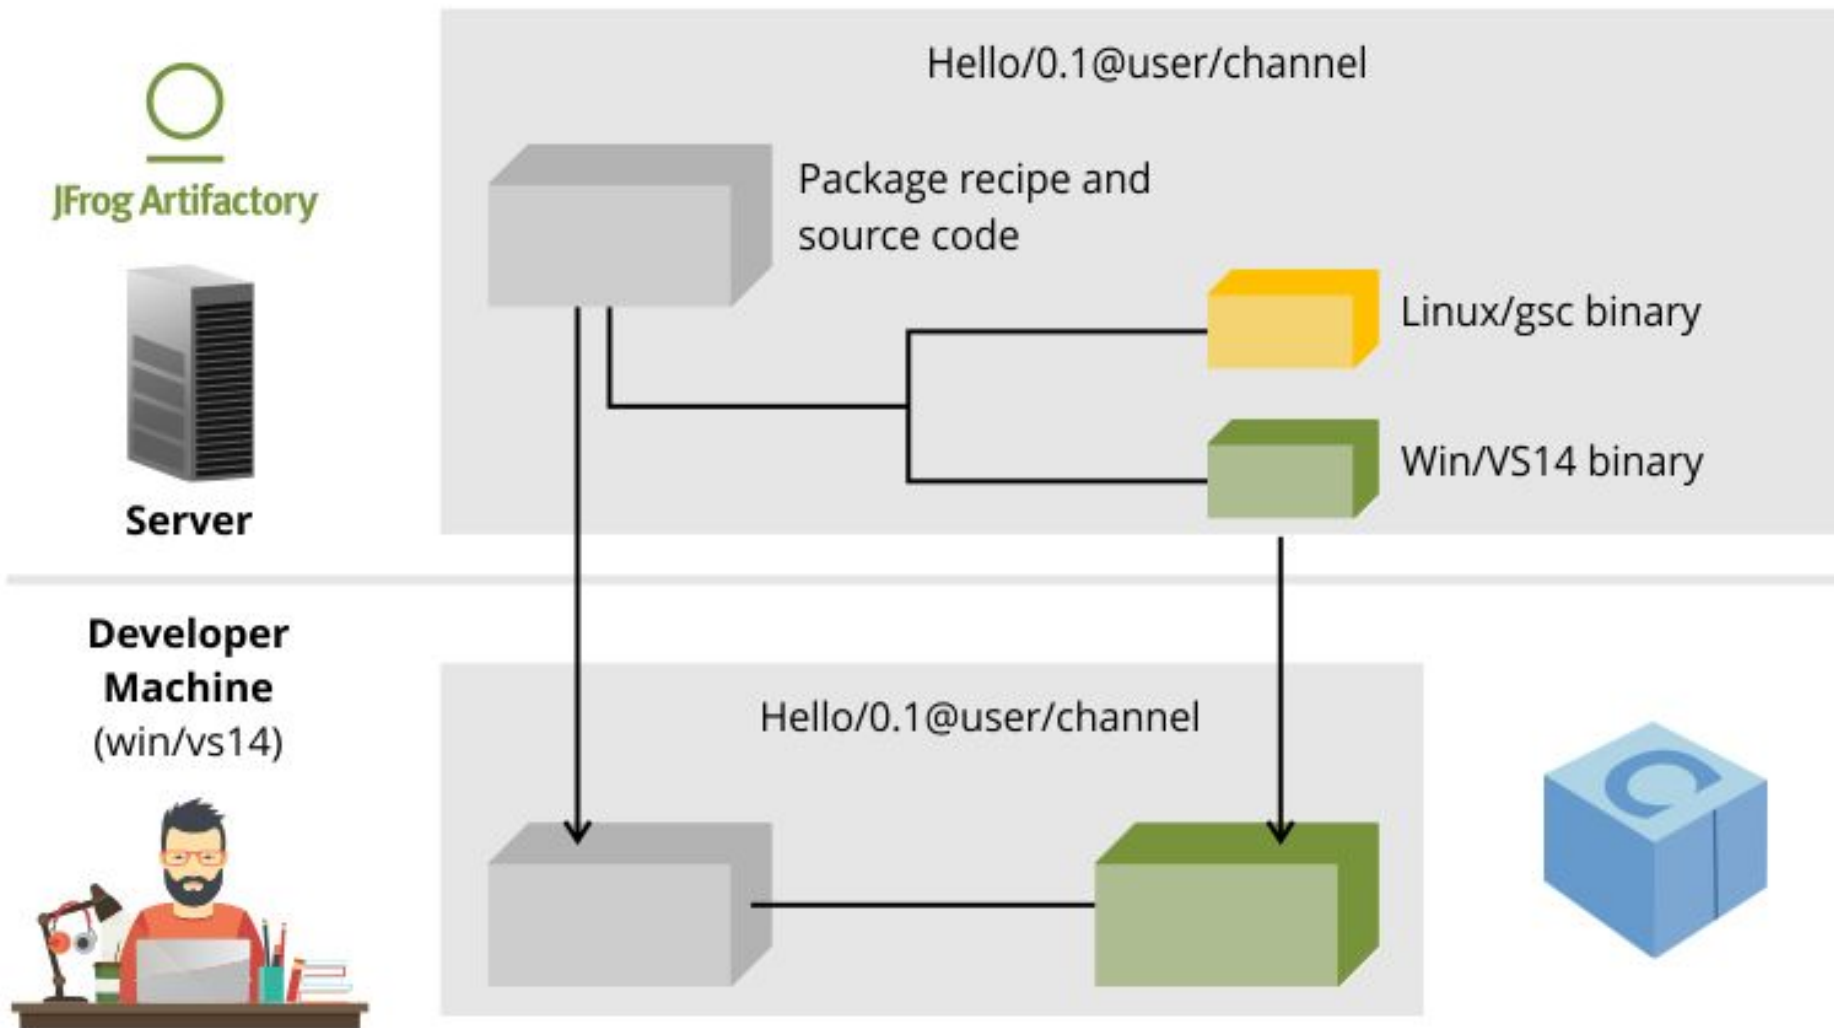 Hello/0.1@user/channel
JFrog Artifactory
Package recipe and
source code
Linux/gsc binary
Win/VS14 binary
Server
Developer
Machine
(win/vs14)
Hello/0.1@user/channel
C